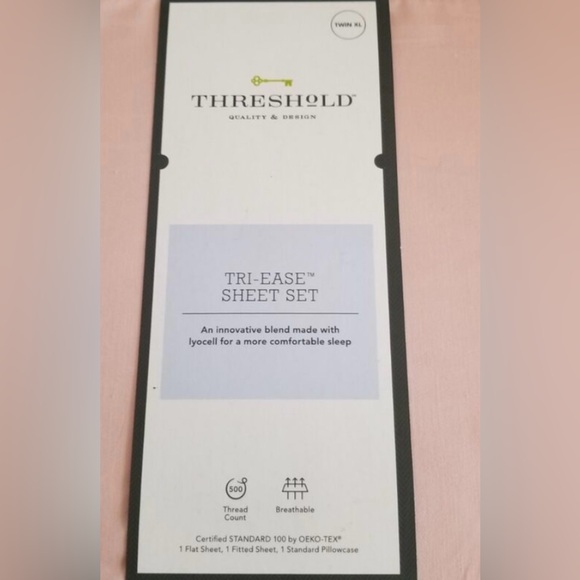 TWIN XL
THRESHOLD™
QUALITY & DESIGN
TRI-EASE™
SHEET SET
An innovative blend made with
lyocell for a more comfortable sleep
500
Thread
Count
Breathable
Certified STANDARD 100 by OEKO-TEX®
1 Flat Sheet, 1 Fitted Sheet, 1 Standard Pillowcase